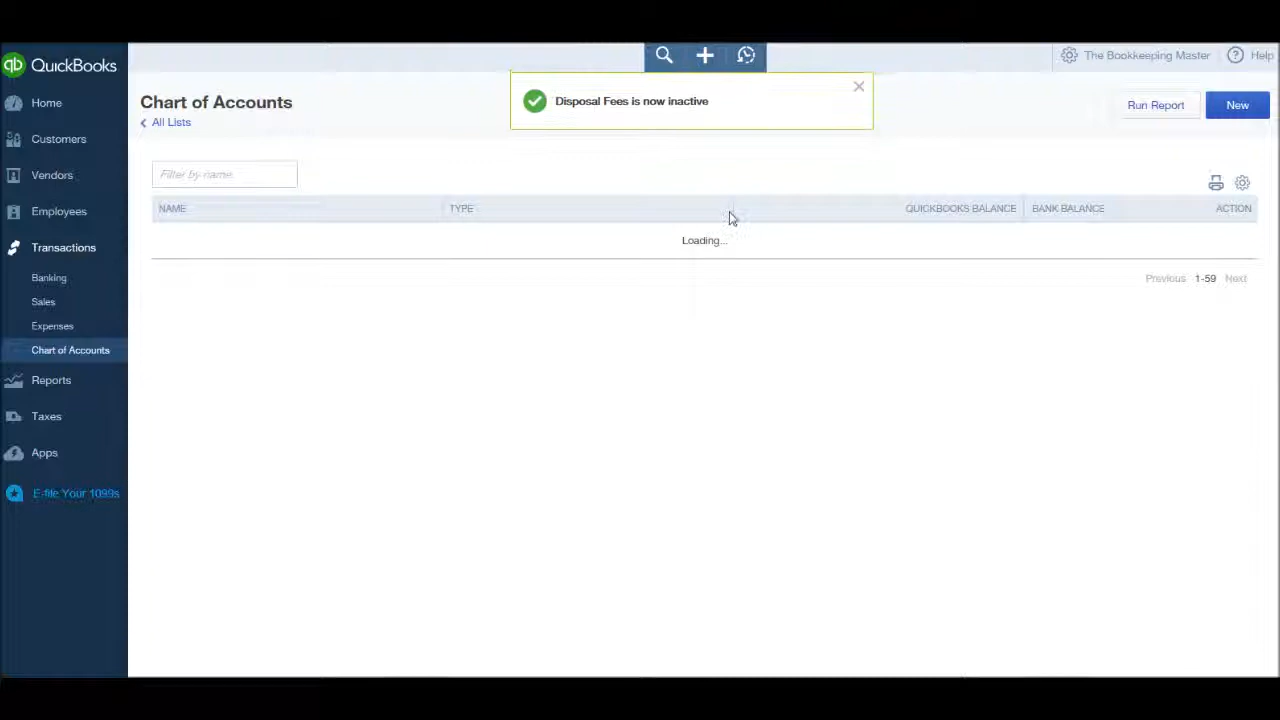 QuickBooks
The Bookkeeping Master
Help
Home
Customers
Vendors
Employees
Transactions
Banking
Sales
Expenses
Chart of Accounts
Reports
Taxes
Apps
E-file Your 1099s
Chart of Accounts
All Lists
Disposal Fees is now inactive
Run Report
New
Filter by name
NAME TYPE QUICKBOOKS BALANCE BANK BALANCE ACTION
Loading...
Previous 1-59 Next